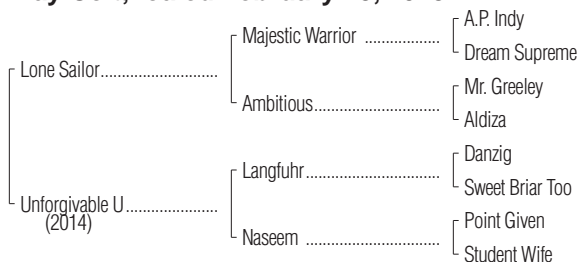 A.P. Indy
Majestic Warrior
Dream Supreme
Lone Sailor
Mr. Greeley
Ambitious
Aldiza
Danzig
Langfuhr
Sweet Briar Too
Unforgivable U
(2014)
Point Given
Naseem
Student Wife